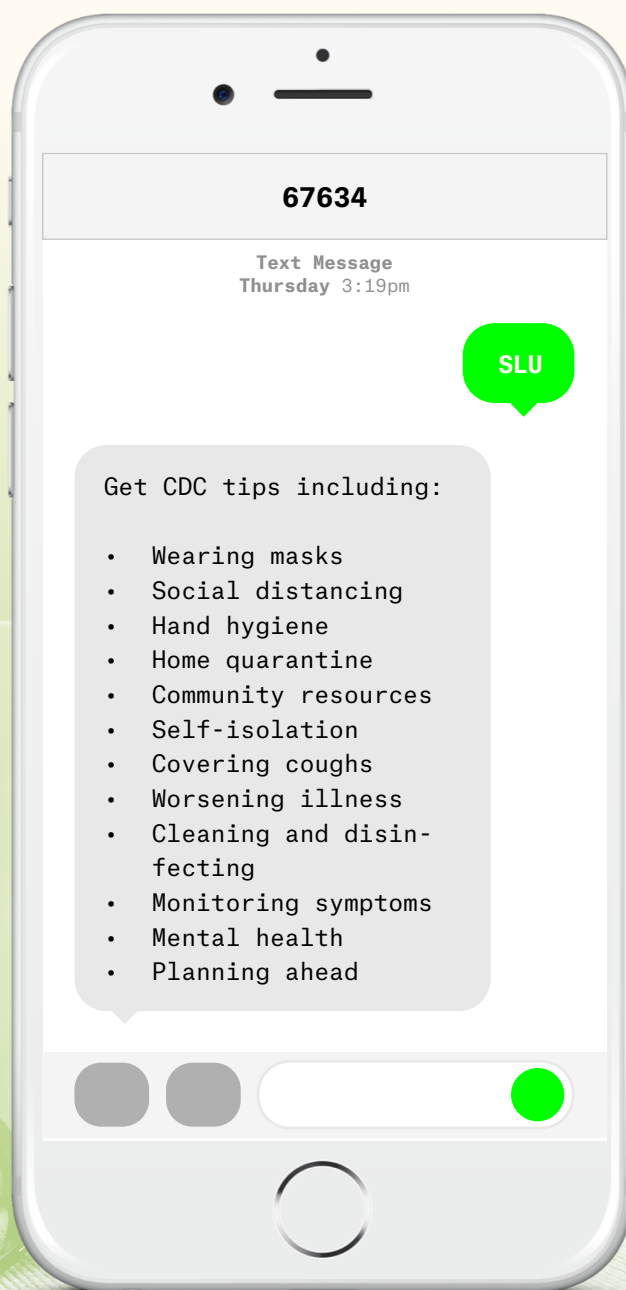 67634
Text Message
Thursday 3:19pm
SLU
Get CDC tips including:
• Wearing masks
• Social distancing
• Hand hygiene
• Home quarantine
• Community resources
• Self-isolation
• Covering coughs
• Worsening illness
• Cleaning and disin-
fecting
• Monitoring symptoms
• Mental health
• Planning ahead